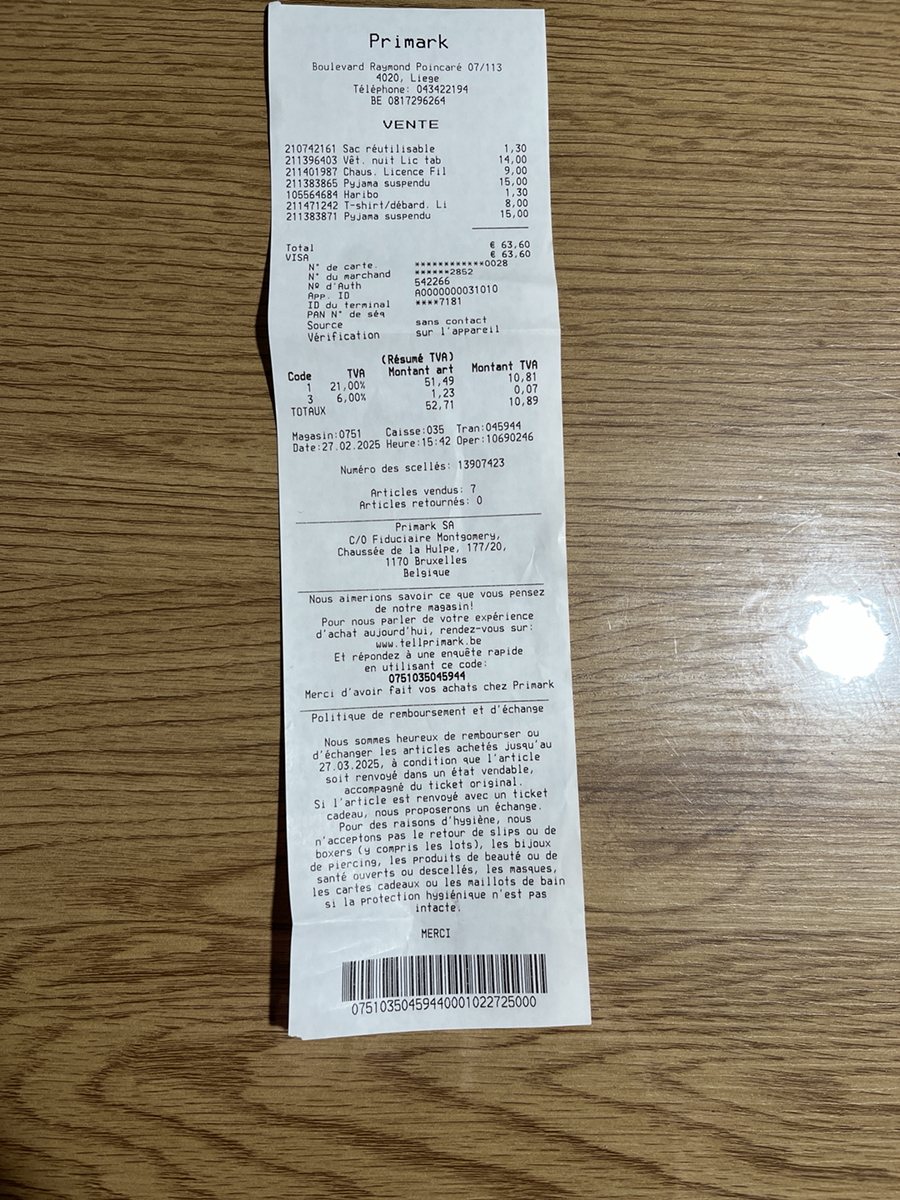 Primark
Boulevard Raymond Poincaré 07/113
4020, Liege
Téléphone: 043422194
BE 0817296264
VENTE
210742161 Sac réutilisable 1,30
211396403 Vêt. nuit Lic tab 14,00
211401987 Chaus. Licence Fil 9,00
211383865 Pyjama suspendu 15,00
105564684 Haribo 1,30
211471242 T-shirt/débard. Li 8,00
211383871 Pyjama suspendu 15,00
Total € 63,60
VISA € 63,60
N° de carte. ************0028
N° du marchand ******2852
Nº d'Auth 542266
App. ID A0000000031010
ID du terminal ****7181
PAN N° de séq
Source sans contact
Vérification sur l'appareil
(Résumé TVA)
Code TVA Montant art Montant TVA
1 21,00% 51,49 10,81
3 6,00% 1,23 0,07
TOTAUX 52,71 10,89
Magasin:0751 Caisse:035 Tran:045944
Date:27.02.2025 Heure:15:42 Oper:10690246
Numéro des scellés: 13907423
Articles vendus: 7
Articles retournés: 0
Primark SA
C/O Fiduciaire Montgomery,
Chaussée de la Hulpe, 177/20,
1170 Bruxelles
Belgique
Nous aimerions savoir ce que vous pensez
de notre magasin!
Pour nous parler de votre expérience
d'achat aujourd'hui, rendez-vous sur:
www.tellprimark.be
Et répondez à une enquête rapide
en utilisant ce code:
0751035045944
Merci d'avoir fait vos achats chez Primark
Politique de remboursement et d'échange
Nous sommes heureux de rembourser ou
d'échanger les articles achetés jusqu'au
27.03.2025, à condition que l'article
soit renvoyé dans un état vendable,
accompagné du ticket original.
Si l'article est renvoyé avec un ticket
cadeau, nous proposerons un échange.
Pour des raisons d'hygiène, nous
n'acceptons pas le retour de slips ou de
boxers (y compris les lots), les bijoux
de piercing, les produits de beauté ou de
santé ouverts ou descellés, les masques,
les cartes cadeaux ou les maillots de bain
si la protection hygiénique n'est pas
intacte.
MERCI
07510350459440001022725000